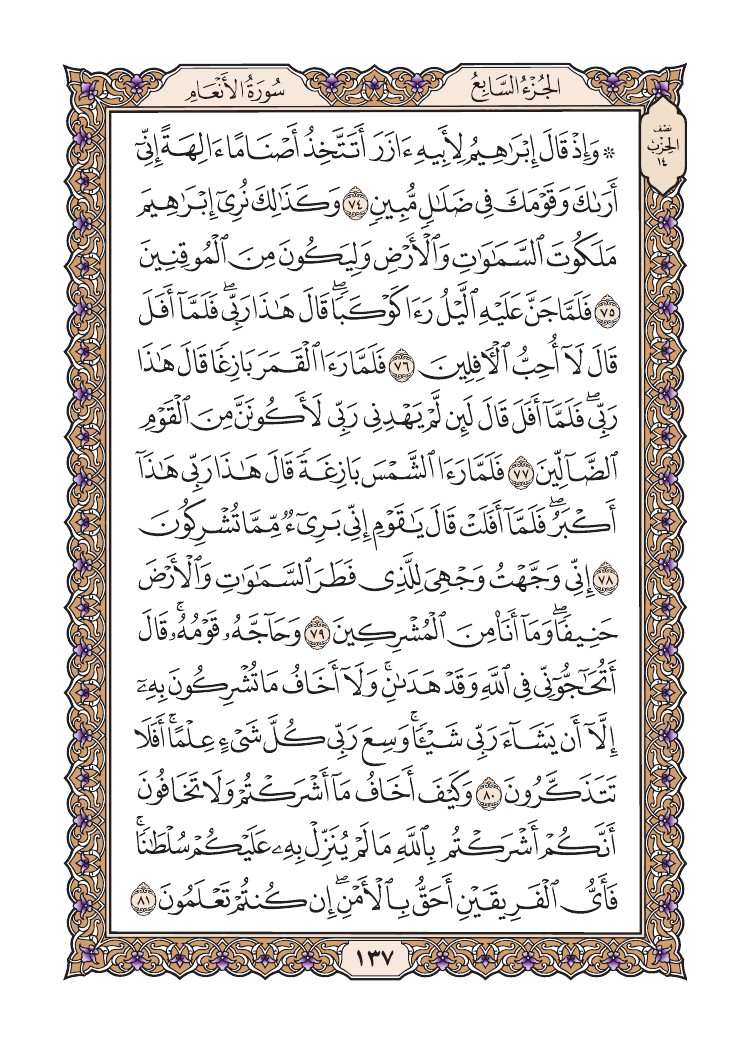 سُورَةُ الأَنْعَامِ
الجُزْءُ السَّابِعُ
نصف
الحزب
١٤
۞ وَإِذْ قَالَ إِبْرَٰهِيمُ لِأَبِيهِ ءَازَرَ أَتَتَّخِذُ أَصْنَامًا ءَالِهَةً إِنِّىٓ
أَرَىٰكَ وَقَوْمَكَ فِى ضَلَٰلٍ مُّبِينٍ ٧٤ وَكَذَٰلِكَ نُرِىٓ إِبْرَٰهِيمَ
مَلَكُوتَ ٱلسَّمَٰوَٰتِ وَٱلْأَرْضِ وَلِيَكُونَ مِنَ ٱلْمُوقِنِينَ
٧٥ فَلَمَّا جَنَّ عَلَيْهِ ٱلَّيْلُ رَءَا كَوْكَبًا ۖ قَالَ هَٰذَا رَبِّى ۖ فَلَمَّآ أَفَلَ
قَالَ لَآ أُحِبُّ ٱلْءَافِلِينَ ٧٦ فَلَمَّا رَءَا ٱلْقَمَرَ بَازِغًا قَالَ هَٰذَا
رَبِّى ۖ فَلَمَّآ أَفَلَ قَالَ لَئِن لَّمْ يَهْدِنِى رَبِّى لَأَكُونَنَّ مِنَ ٱلْقَوْمِ
ٱلضَّآلِّينَ ٧٧ فَلَمَّا رَءَا ٱلشَّمْسَ بَازِغَةً قَالَ هَٰذَا رَبِّى هَٰذَآ
أَكْبَرُ ۖ فَلَمَّآ أَفَلَتْ قَالَ يَٰقَوْمِ إِنِّى بَرِىٓءٌ مِّمَّا تُشْرِكُونَ
٧٨ إِنِّى وَجَّهْتُ وَجْهِىَ لِلَّذِى فَطَرَ ٱلسَّمَٰوَٰتِ وَٱلْأَرْضَ
حَنِيفًا ۖ وَمَآ أَنَا۠ مِنَ ٱلْمُشْرِكِينَ ٧٩ وَحَآجَّهُۥ قَوْمُهُۥ ۚ قَالَ
أَتُحَٰٓجُّوٓنِّى فِى ٱللَّهِ وَقَدْ هَدَىٰنِ ۚ وَلَآ أَخَافُ مَا تُشْرِكُونَ بِهِۦٓ
إِلَّآ أَن يَشَآءَ رَبِّى شَيْـًٔا ۗ وَسِعَ رَبِّى كُلَّ شَىْءٍ عِلْمًا ۗ أَفَلَا
تَتَذَكَّرُونَ ٨٠ وَكَيْفَ أَخَافُ مَآ أَشْرَكْتُمْ وَلَا تَخَافُونَ
أَنَّكُمْ أَشْرَكْتُم بِٱللَّهِ مَا لَمْ يُنَزِّلْ بِهِۦ عَلَيْكُمْ سُلْطَٰنًا ۚ
فَأَىُّ ٱلْفَرِيقَيْنِ أَحَقُّ بِٱلْأَمْنِ ۖ إِن كُنتُمْ تَعْلَمُونَ ٨١
١٣٧